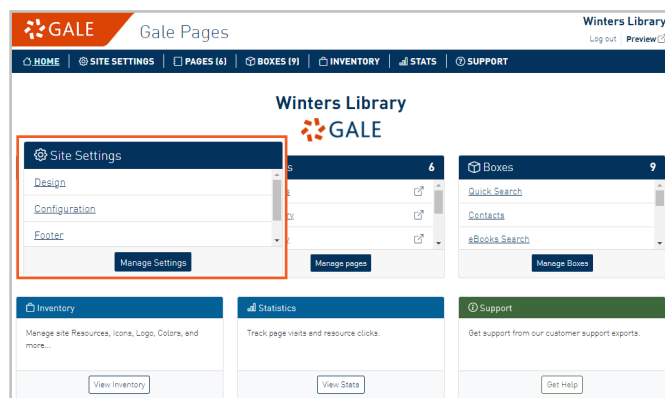 GALE
Gale Pages
Winters Library
Log out Preview
HOME SITE SETTINGS PAGES (6) BOXES (9) INVENTORY STATS SUPPORT
Winters Library
GALE
Site Settings
Design
Configuration
Footer
Manage Settings
s 6
Manage pages
Boxes 9
Quick Search
Contacts
eBooks Search
Manage Boxes
Inventory
Manage site Resources, Icons, Logo, Colors, and
more...
View Inventory
Statistics
Track page visits and resource clicks.
View Stats
Support
Get support from our customer support exports.
Get Help